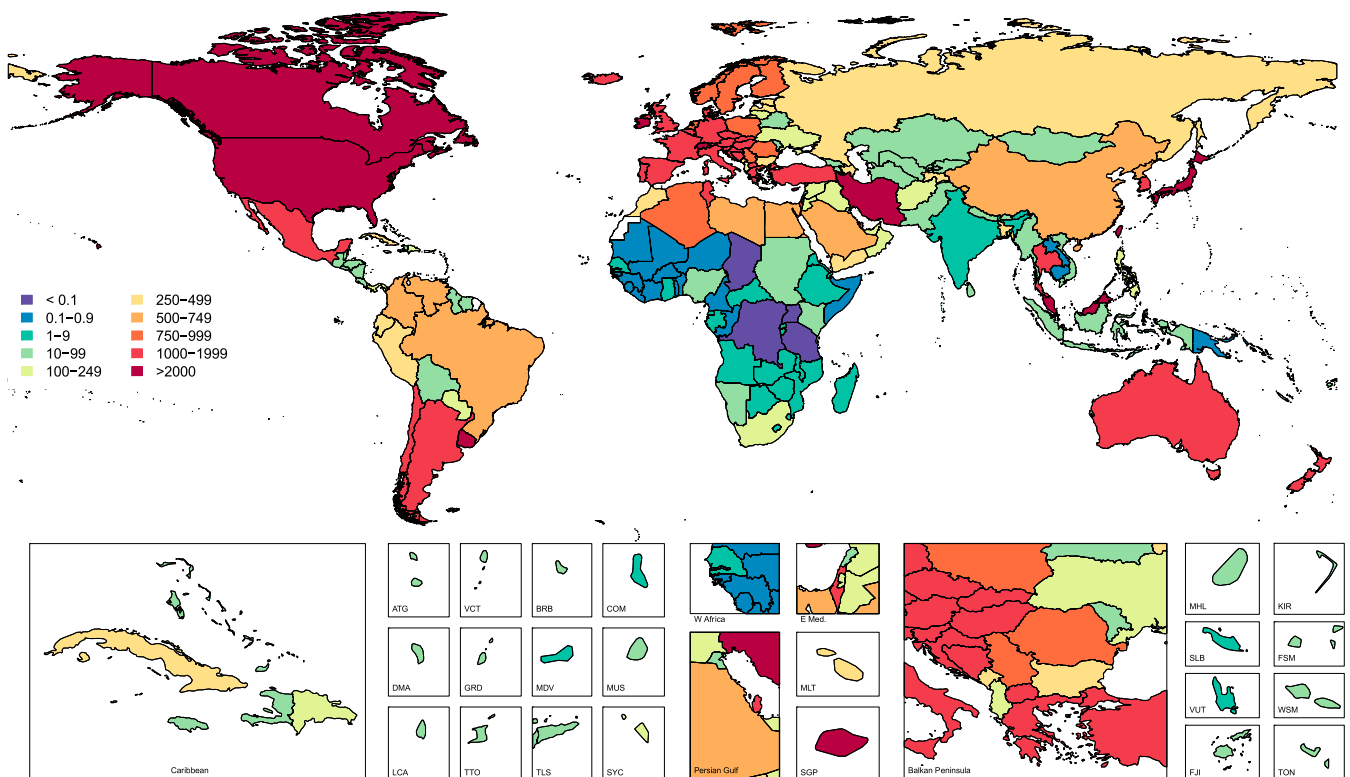 < 0.1
0.1−0.9
1−9
10−99
100−249
250−499
500−749
750−999
1000−1999
>2000
Caribbean
ATG
VCT
BRB
COM
DMA
GRD
MDV
MUS
LCA
TTO
TLS
SYC
W Africa
E Med.
Persian Gulf
MLT
SGP
Balkan Peninsula
MHL
KIR
SLB
FSM
VUT
WSM
FJI
TON